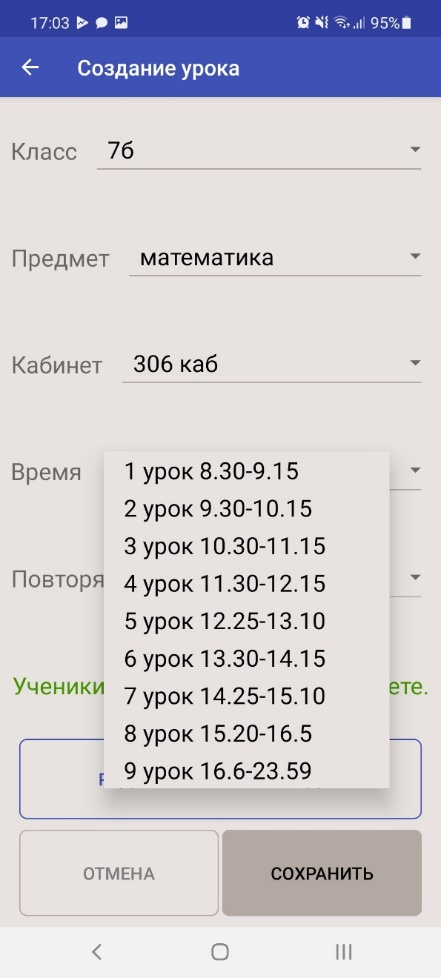 17:03 95%
Создание урока
Класс 7б
Предмет математика
Кабинет 306 каб
Время
1 урок 8.30-9.15
2 урок 9.30-10.15
3 урок 10.30-11.15
4 урок 11.30-12.15
5 урок 12.25-13.10
6 урок 13.30-14.15
7 урок 14.25-15.10
8 урок 15.20-16.5
9 урок 16.6-23.59
Повторя
Ученики ете.
ОТМЕНА СОХРАНИТЬ